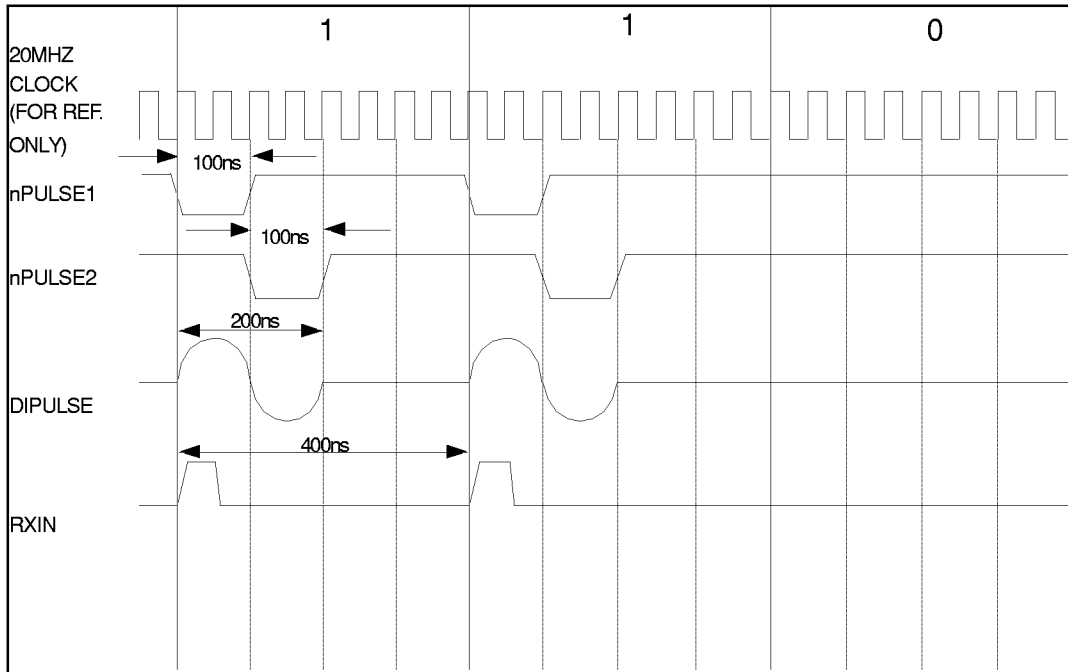 1 1 0
20MHZ
CLOCK
(FOR REF.
ONLY)
100ns
nPULSE1
100ns
nPULSE2
200ns
DIPULSE
400ns
RXIN